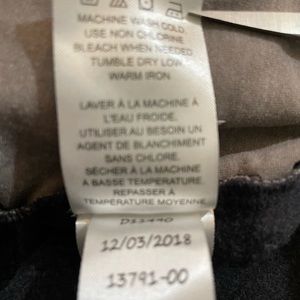 MACHINE WASH COLD
USE NON CHLORINE
BLEACH WHEN NEEDED
TUMBLE DRY LOW
WARM IRON
LAVER À LA MACHINE À
L'EAU FROIDE.
UTILISER AU BESOIN UN
AGENT DE BLANCHIMENT
SANS CHLORE.
SÉCHER À LA MACHINE
À BASSE TEMPÉRATURE.
REPASSER À
TEMPÉRATURE MOYENNE
12/03/2018
13791-00